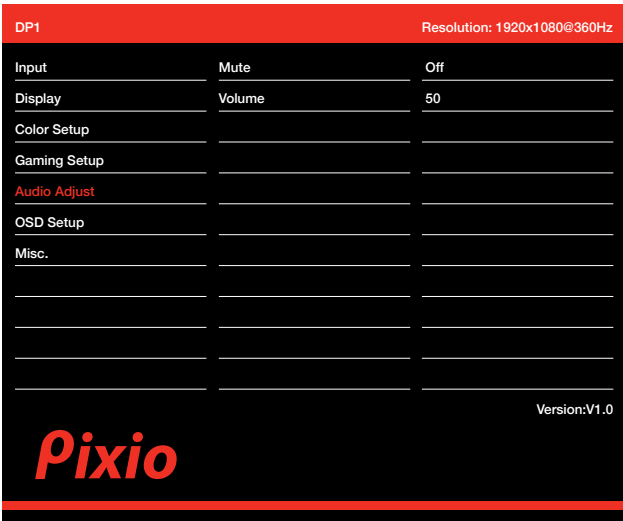 DP1 Resolution: 1920x1080@360Hz
Input Mute Off
Display Volume 50
Color Setup
Gaming Setup
Audio Adjust
OSD Setup
Misc.
Version:V1.0
Pixio